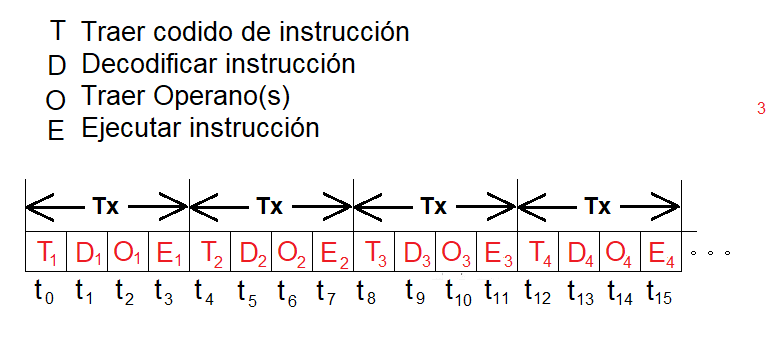 T Traer codido de instrucción
D Decodificar instrucción
O Traer Operano(s)
E Ejecutar instrucción
3
Tx Tx Tx Tx
T1 D1 O1 E1 T2 D2 O2 E2 T3 D3 O3 E3 T4 D4 O4 E4
t0 t1 t2 t3 t4 t5 t6 t7 t8 t9 t10 t11 t12 t13 t14 t15